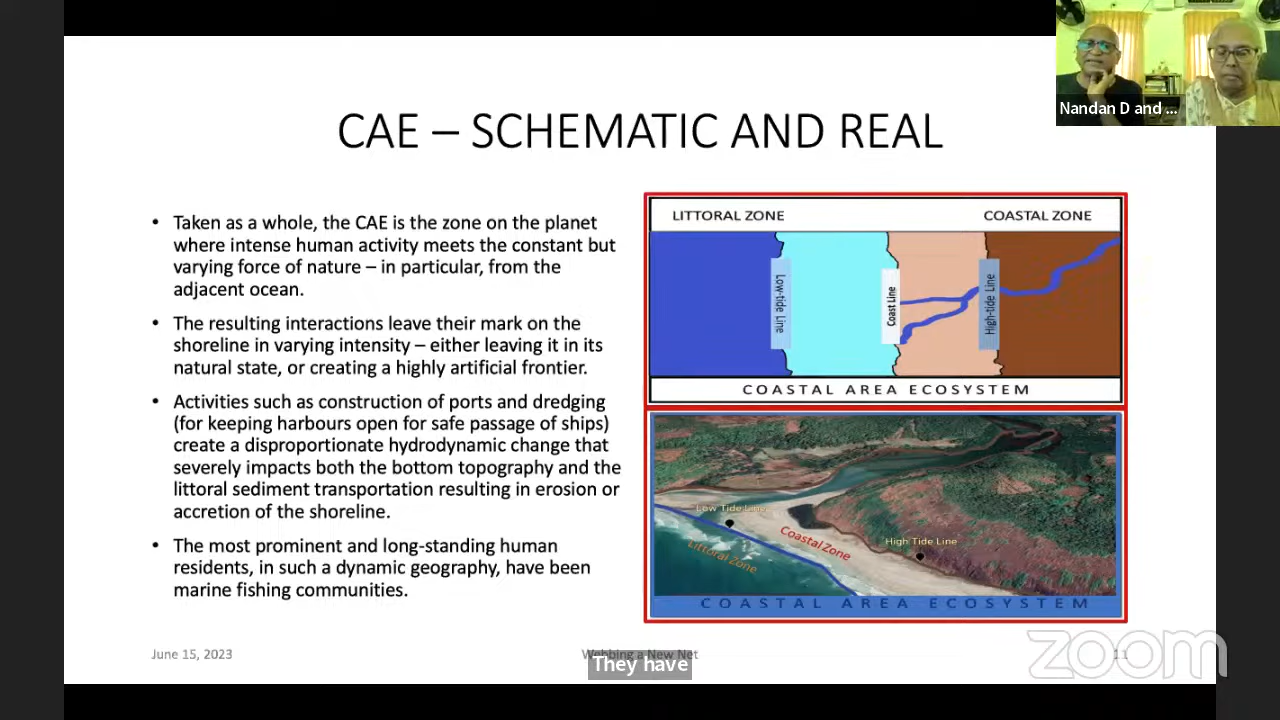 Nandan D and ...
CAE – SCHEMATIC AND REAL
• Taken as a whole, the CAE is the zone on the planet
where intense human activity meets the constant but
varying force of nature – in particular, from the
adjacent ocean.
• The resulting interactions leave their mark on the
shoreline in varying intensity – either leaving it in its
natural state, or creating a highly artificial frontier.
• Activities such as construction of ports and dredging
(for keeping harbours open for safe passage of ships)
create a disproportionate hydrodynamic change that
severely impacts both the bottom topography and the
littoral sediment transportation resulting in erosion or
accretion of the shoreline.
• The most prominent and long-standing human
residents, in such a dynamic geography, have been
marine fishing communities.
LITTORAL ZONE
COASTAL ZONE
Low-tide Line
Coast Line
High-tide Line
COASTAL AREA ECOSYSTEM
Low Tide Line
Littoral Zone
Coastal Zone
High Tide Line
COASTAL AREA ECOSYSTEM
June 15, 2023
Webbing a New Net
11
They have
zoom